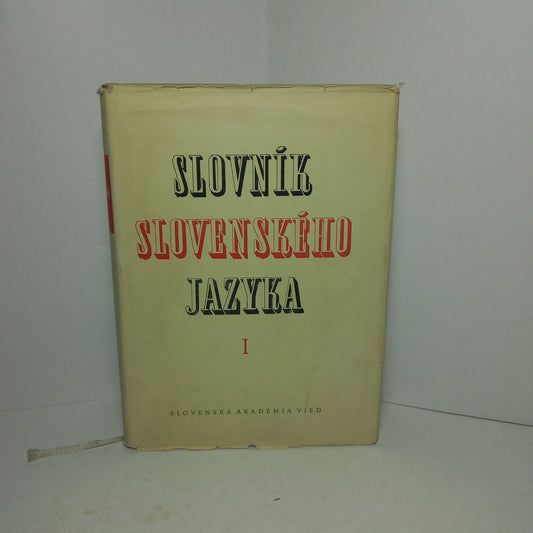 SLOVNÍK
SLOVENSKÉHO
JAZYKA
I
SLOVENSKÁ AKADÉMIA VIED